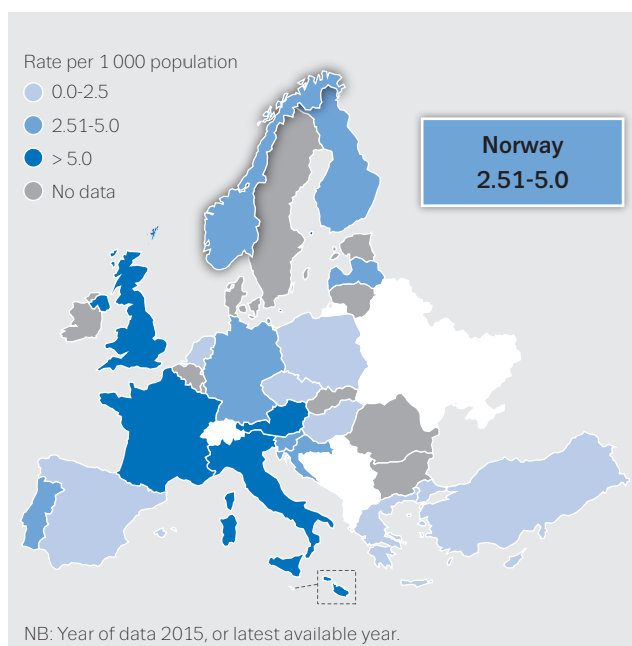 Rate per 1 000 population
0.0-2.5
2.51-5.0
> 5.0
No data
Norway
2.51-5.0
NB: Year of data 2015, or latest available year.